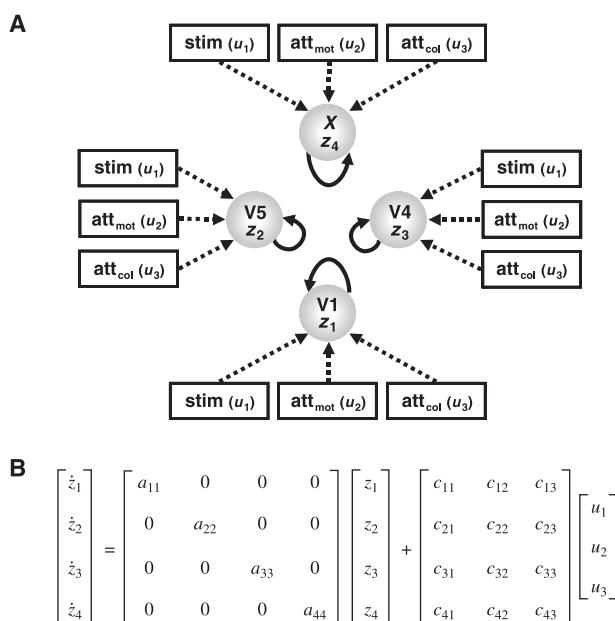 A
stim (u1) attmot (u2) attcol (u3)
X
z4
stim (u1)
attmot (u2)
attcol (u3)
V5
z2
V4
z3
stim (u1)
attmot (u2)
attcol (u3)
V1
z1
stim (u1) attmot (u2) attcol (u3)
B
ż1 a11 0 0 0 z1 c11 c12 c13 u1
ż2 0 a22 0 0 z2 c21 c22 c23
= + u2
ż3 0 0 a33 0 z3 c31 c32 c33
u3
ż4 0 0 0 a44 z4 c41 c42 c43